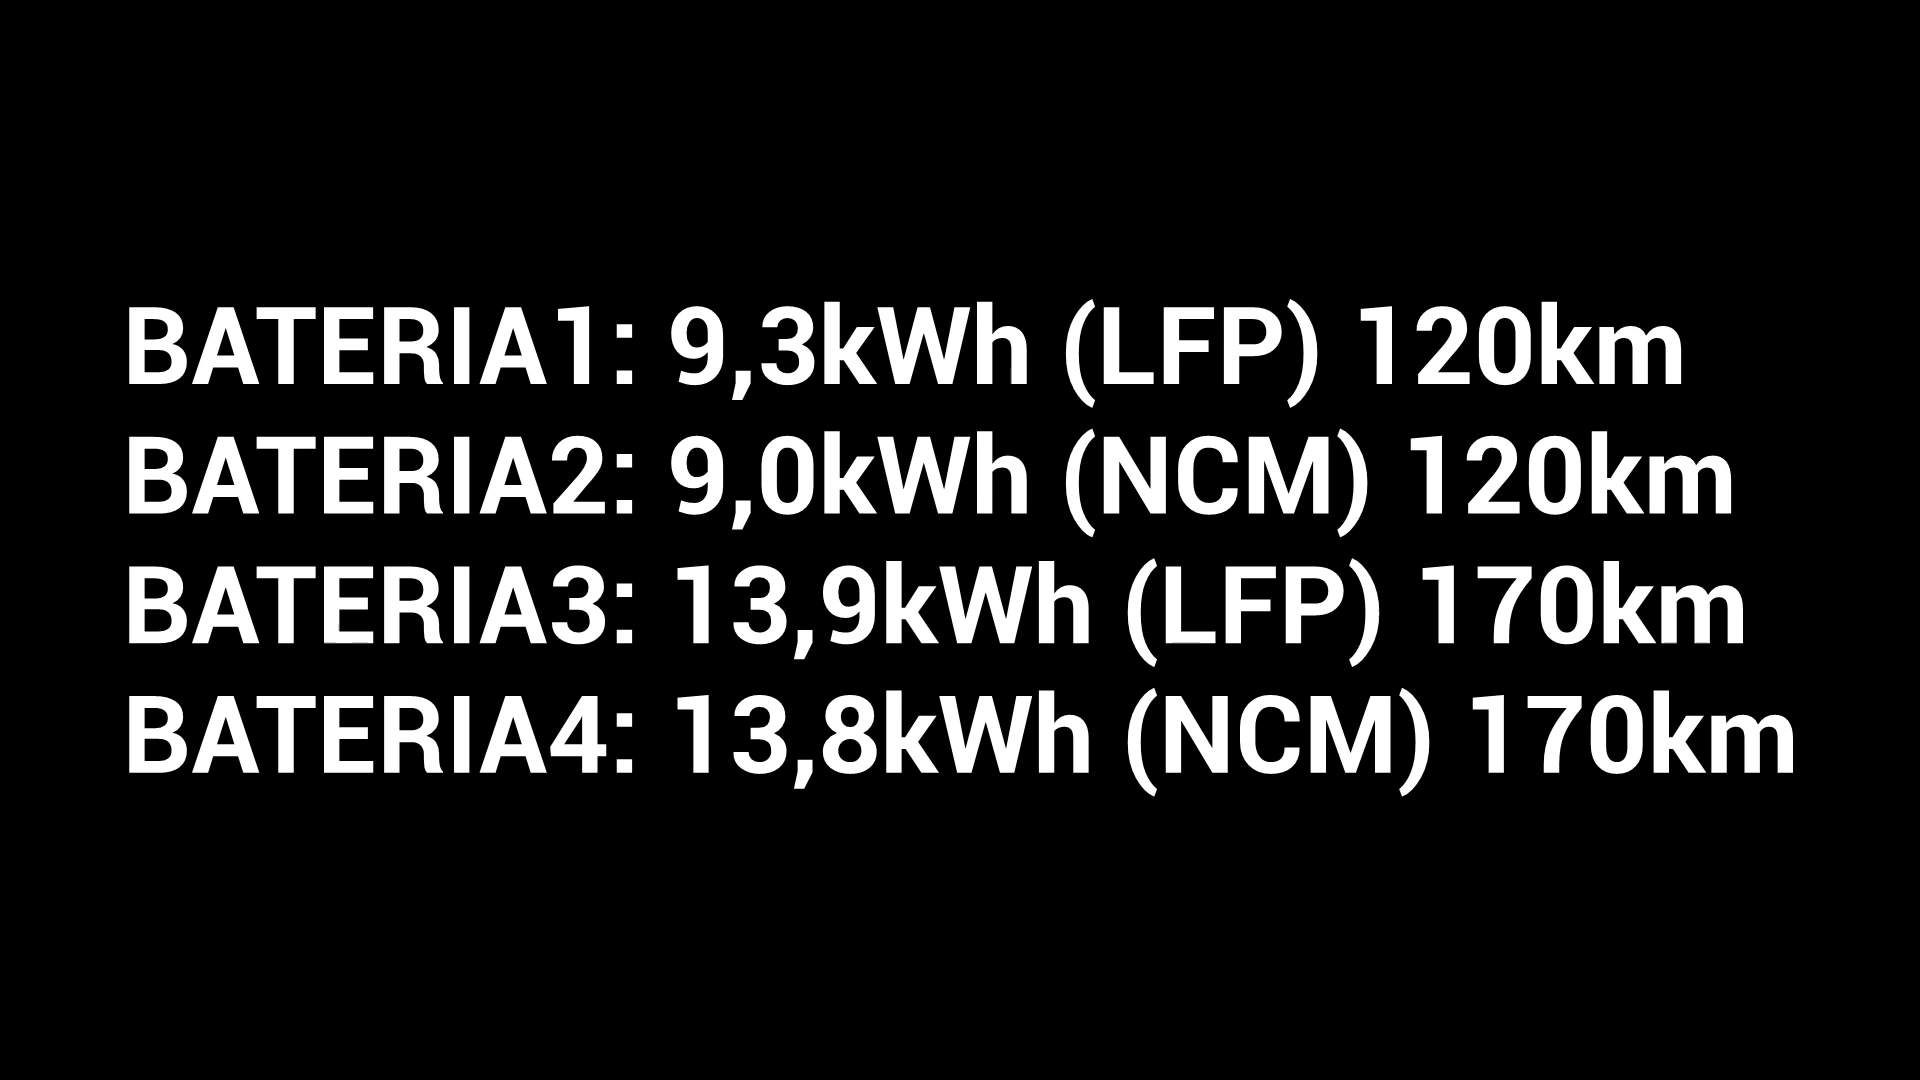 BATERIA1: 9,3kWh (LFP) 120km
BATERIA2: 9,0kWh (NCM) 120km
BATERIA3: 13,9kWh (LFP) 170km
BATERIA4: 13,8kWh (NCM) 170km